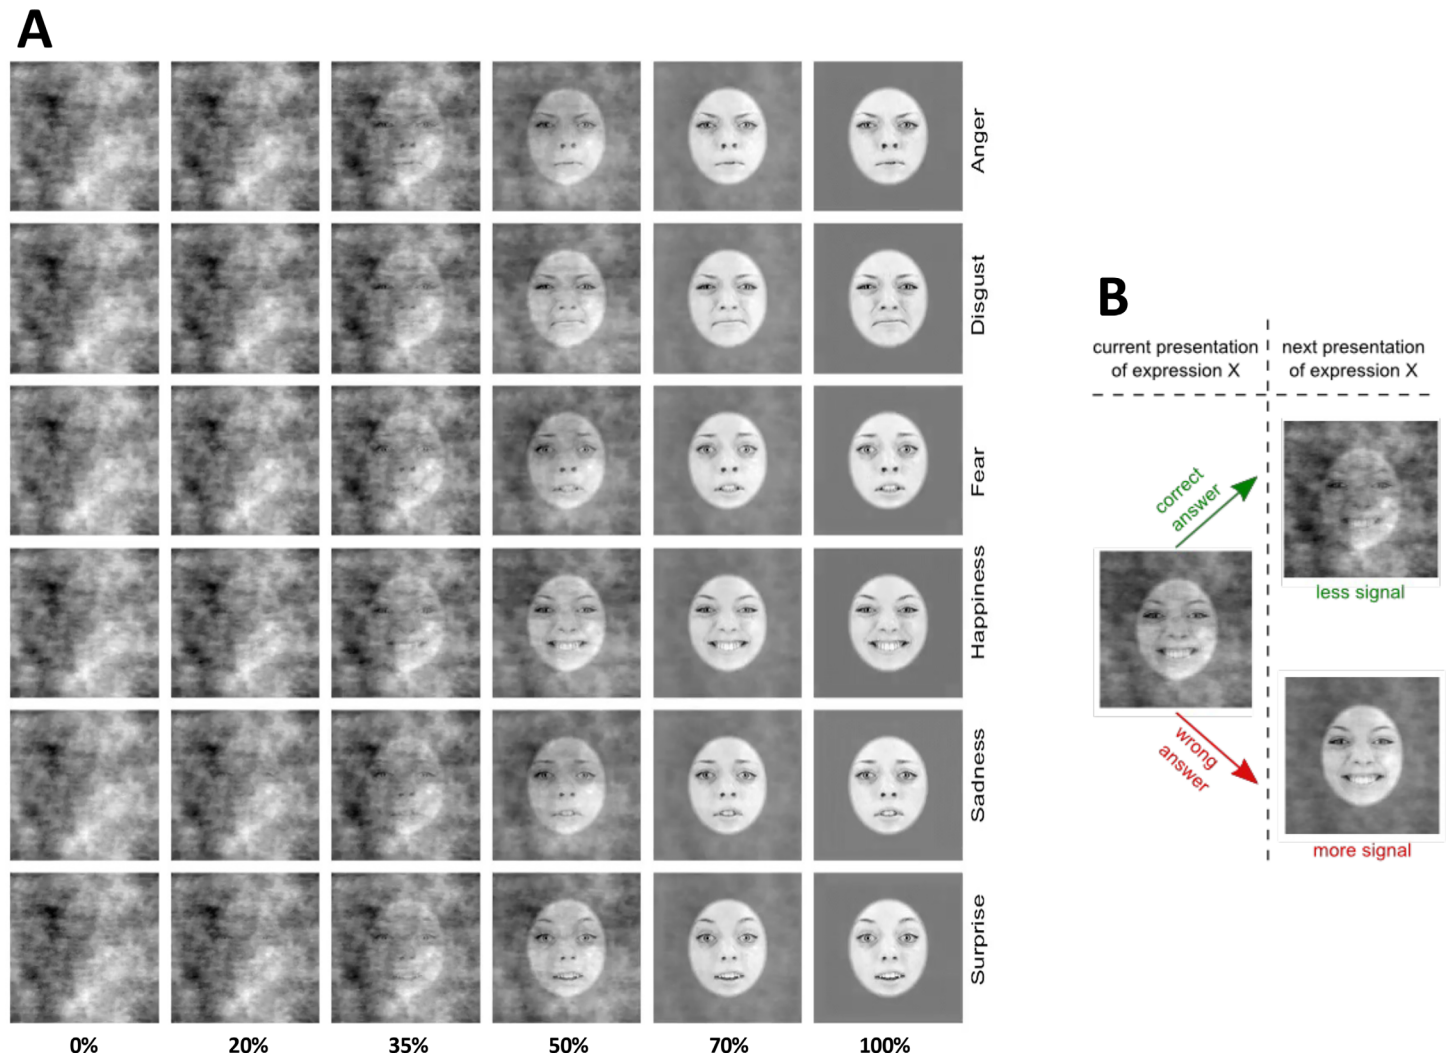 A
Anger
Disgust
Fear
Happiness
Sadness
Surprise
0% 20% 35% 50% 70% 100%
B
current presentation
of expression X
next presentation
of expression X
correct
answer
less signal
wrong
answer
more signal